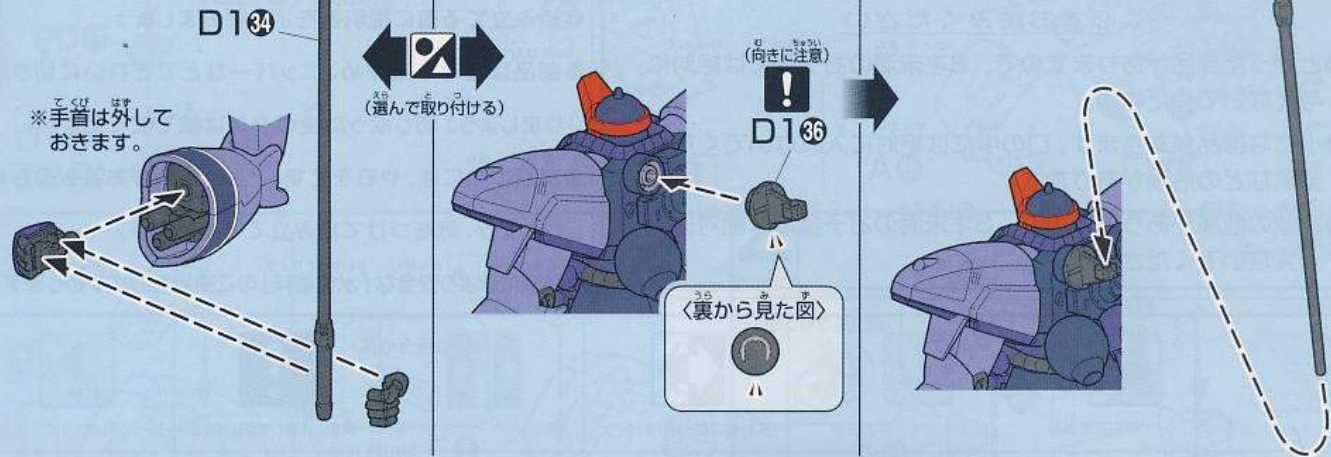 D1㉞
※手首は外して
おきます。
(選んで取り付ける)
(向きに注意)
!
D1㊱
〈裏から見た図〉